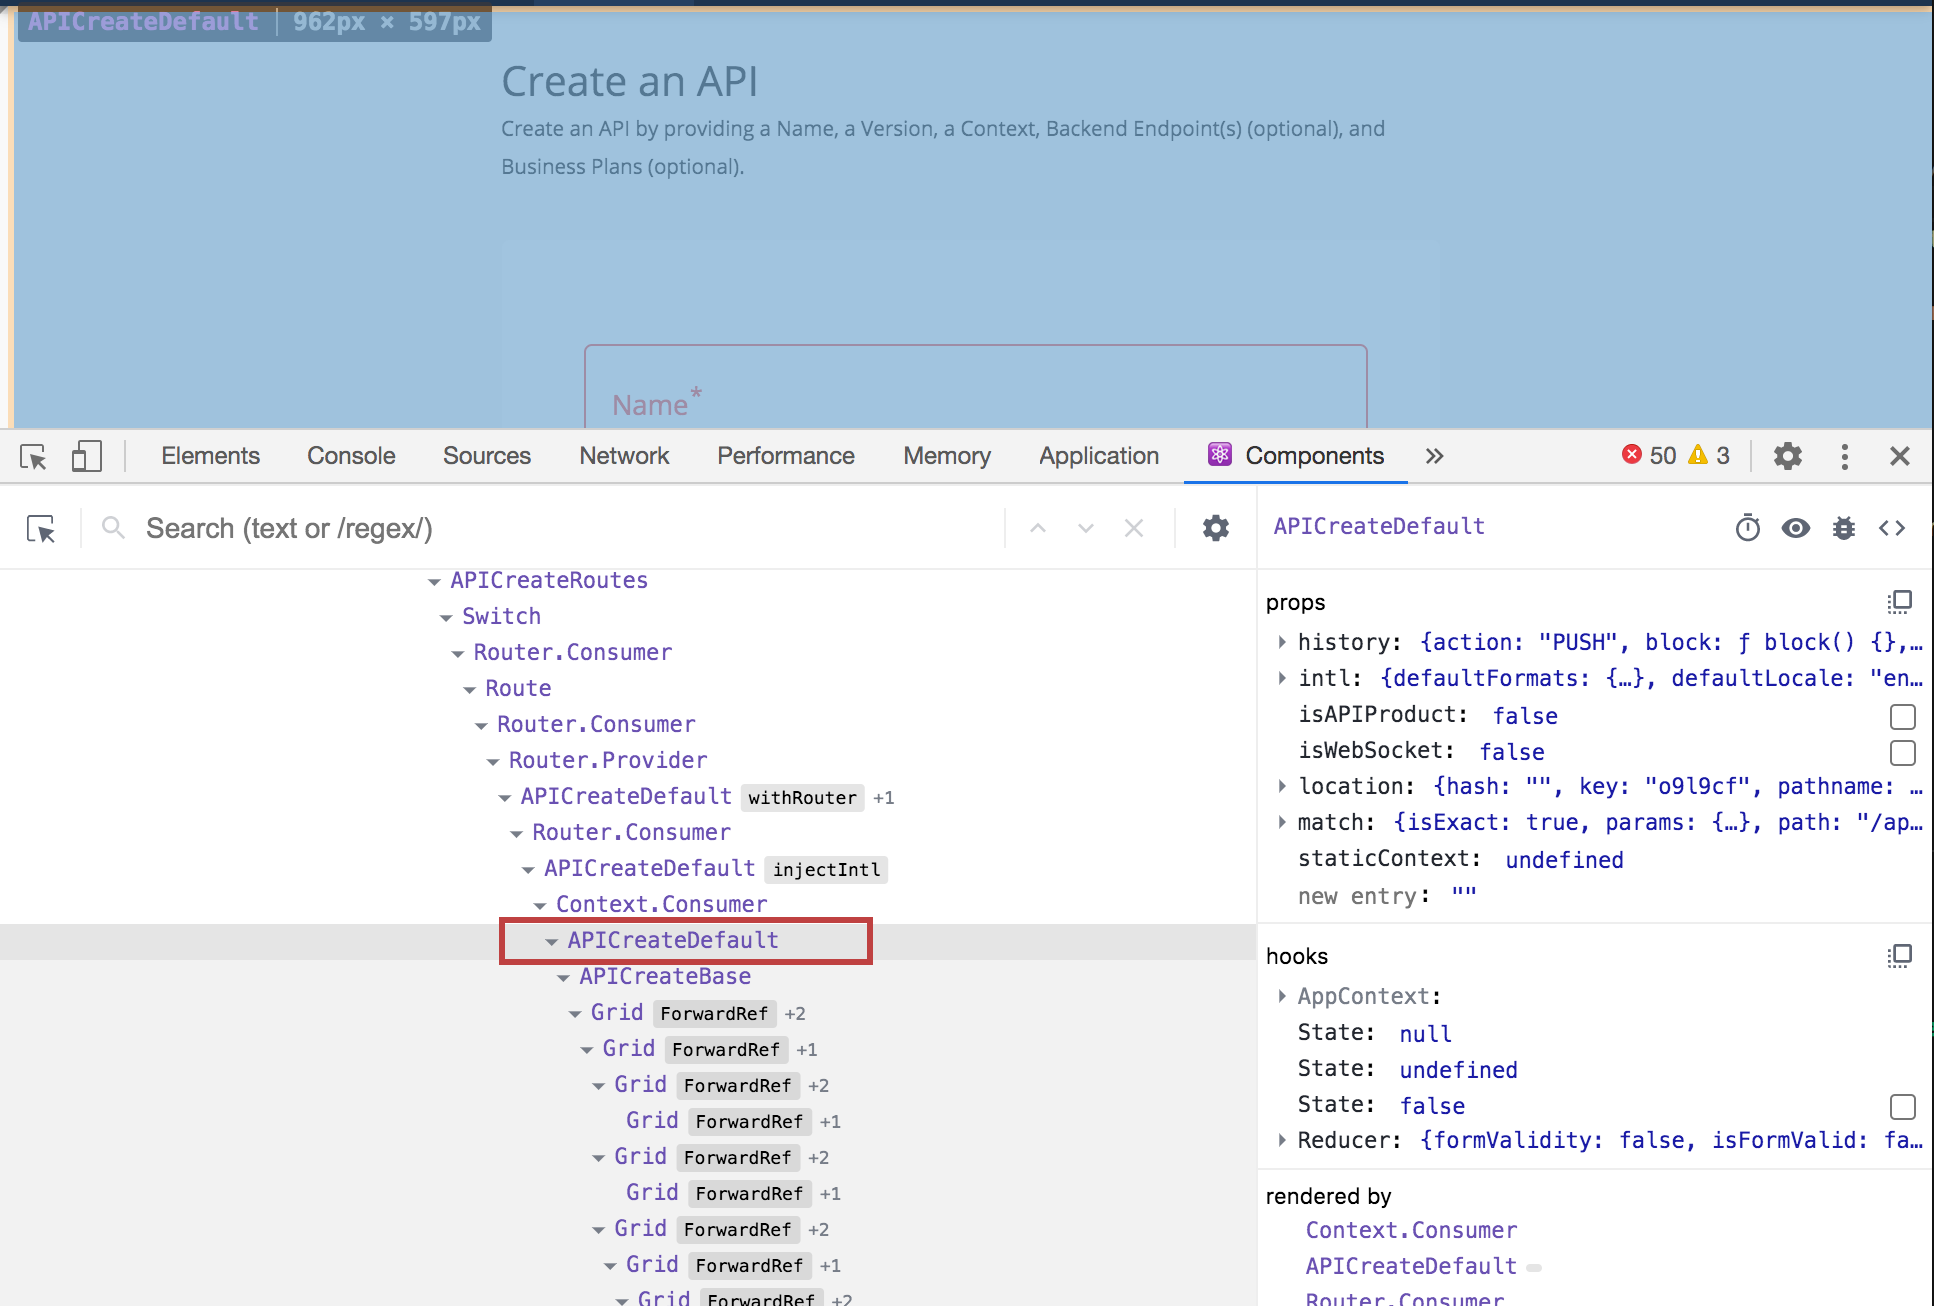 APICreateDefault | 962px × 597px
Create an API
Create an API by providing a Name, a Version, a Context, Backend Endpoint(s) (optional), and
Business Plans (optional).
Name*
Elements Console Sources Network Performance Memory Application Components » 50 3
Search (text or /regex/)
APICreateDefault
APICreateRoutes
Switch
Router.Consumer
Route
Router.Consumer
Router.Provider
APICreateDefault withRouter +1
Router.Consumer
APICreateDefault injectIntl
Context.Consumer
APICreateDefault
APICreateBase
Grid ForwardRef +2
Grid ForwardRef +1
Grid ForwardRef +2
Grid ForwardRef +1
Grid ForwardRef +2
Grid ForwardRef +1
Grid ForwardRef +2
Grid ForwardRef +1
Grid ForwardRef +2
props
history: {action: "PUSH", block: ƒ block() {},…
intl: {defaultFormats: {…}, defaultLocale: "en…
isAPIProduct: false
isWebSocket: false
location: {hash: "", key: "o9l9cf", pathname: …
match: {isExact: true, params: {…}, path: "/ap…
staticContext: undefined
new entry: ""
hooks
AppContext:
State: null
State: undefined
State: false
Reducer: {formValidity: false, isFormValid: fa…
rendered by
Context.Consumer
APICreateDefault
Router.Consumer